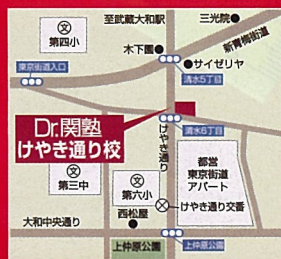 至武蔵大和駅
三光院
文
第四小
木下園
新青梅街道
サイゼリヤ
東京街道入口
清水5丁目
Dr.関塾
けやき通り校
清水6丁目
けやき通り
都営
東京街道
アパート
文
第三中
文
第六小
けやき通り交番
西松屋
大和中央通り
上仲原公園
上仲原公園